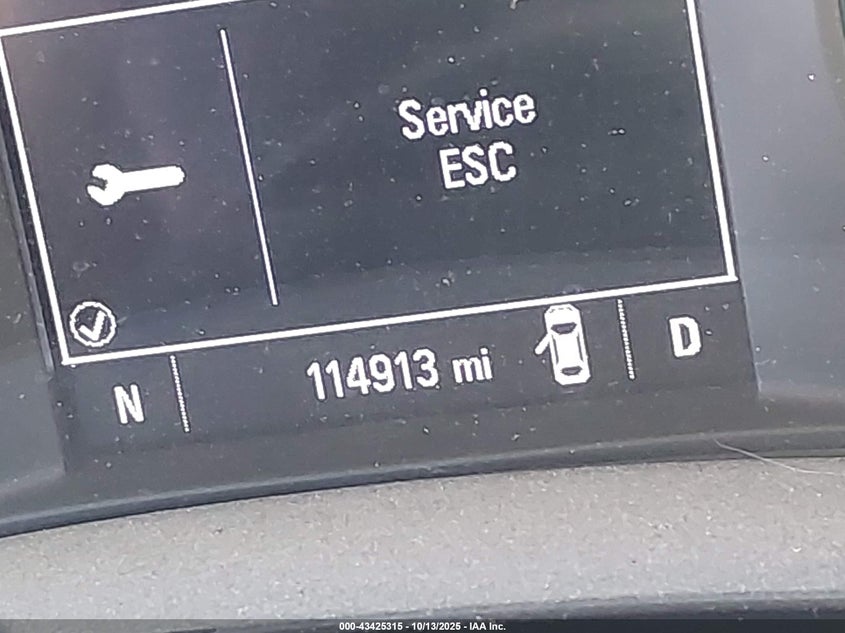 Service
ESC
N
114913 mi
D
000-43425315 - 10/13/2025 - IAA Inc.